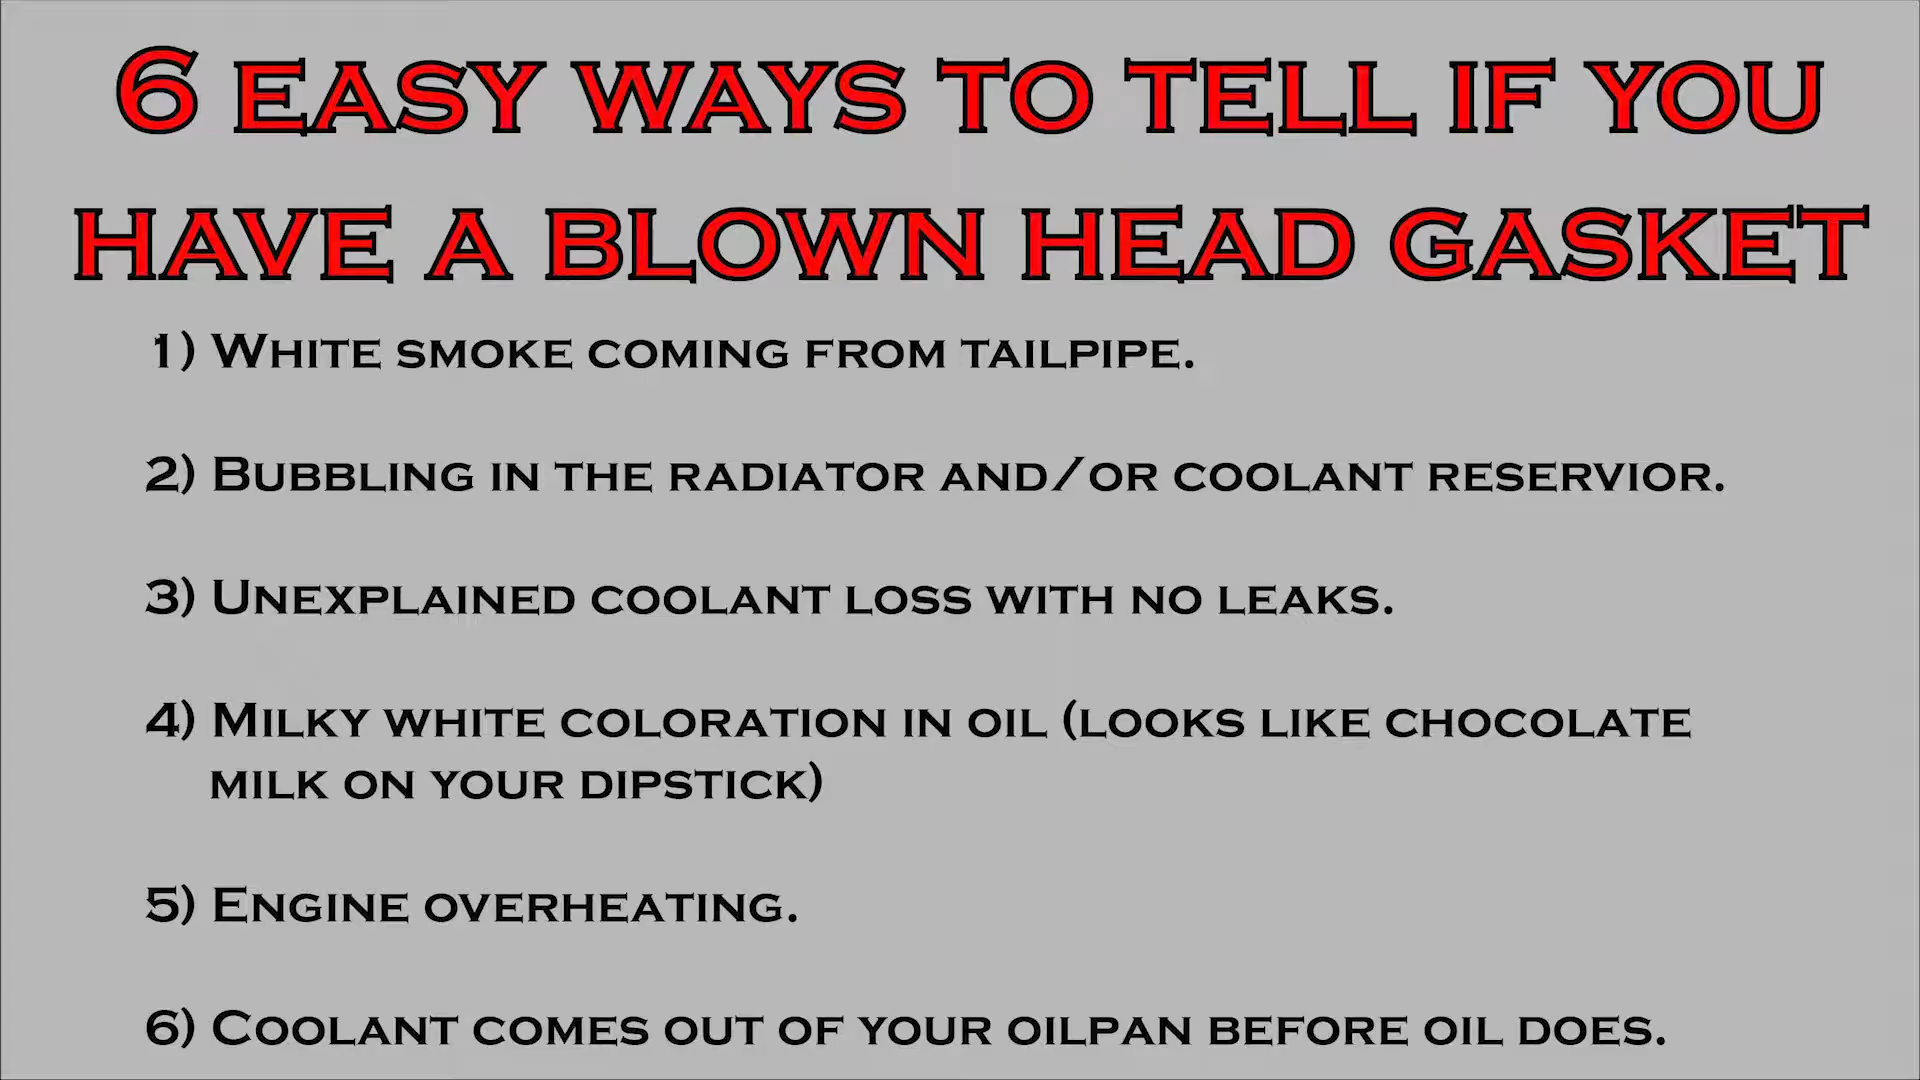 6 EASY WAYS TO TELL IF YOU
HAVE A BLOWN HEAD GASKET
1) WHITE SMOKE COMING FROM TAILPIPE.
2) BUBBLING IN THE RADIATOR AND/OR COOLANT RESERVIOR.
3) UNEXPLAINED COOLANT LOSS WITH NO LEAKS.
4) MILKY WHITE COLORATION IN OIL (LOOKS LIKE CHOCOLATE
MILK ON YOUR DIPSTICK)
5) ENGINE OVERHEATING.
6) COOLANT COMES OUT OF YOUR OILPAN BEFORE OIL DOES.